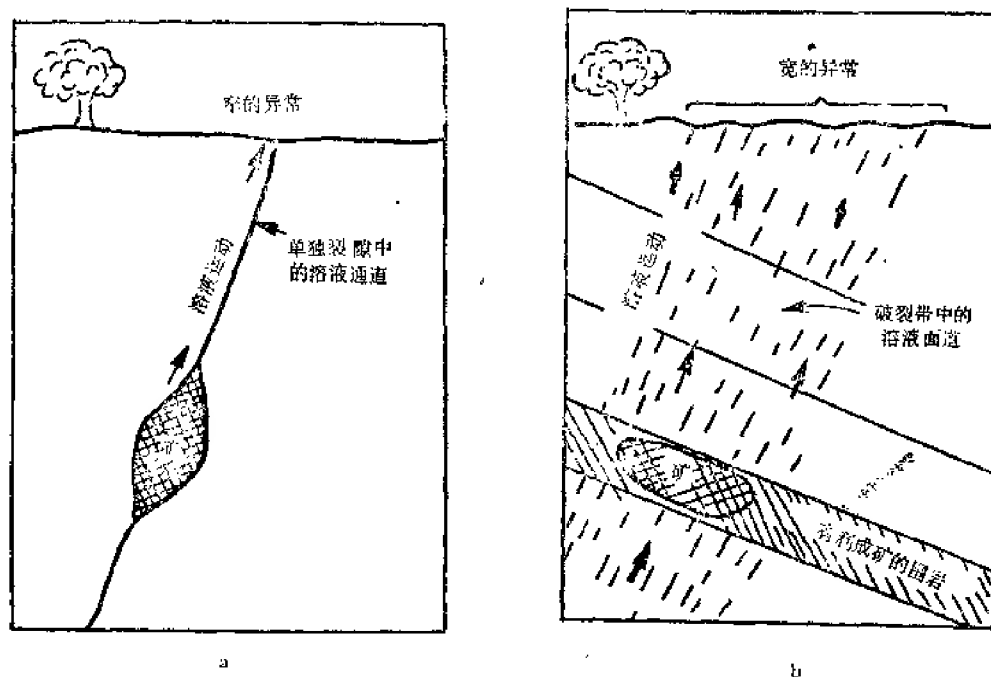 窄的异常
单独裂隙中
的溶液通道
溶液运动
矿
a
宽的异常
溶液运动
破裂带中的
溶液面道
矿
有利成矿的围岩
b